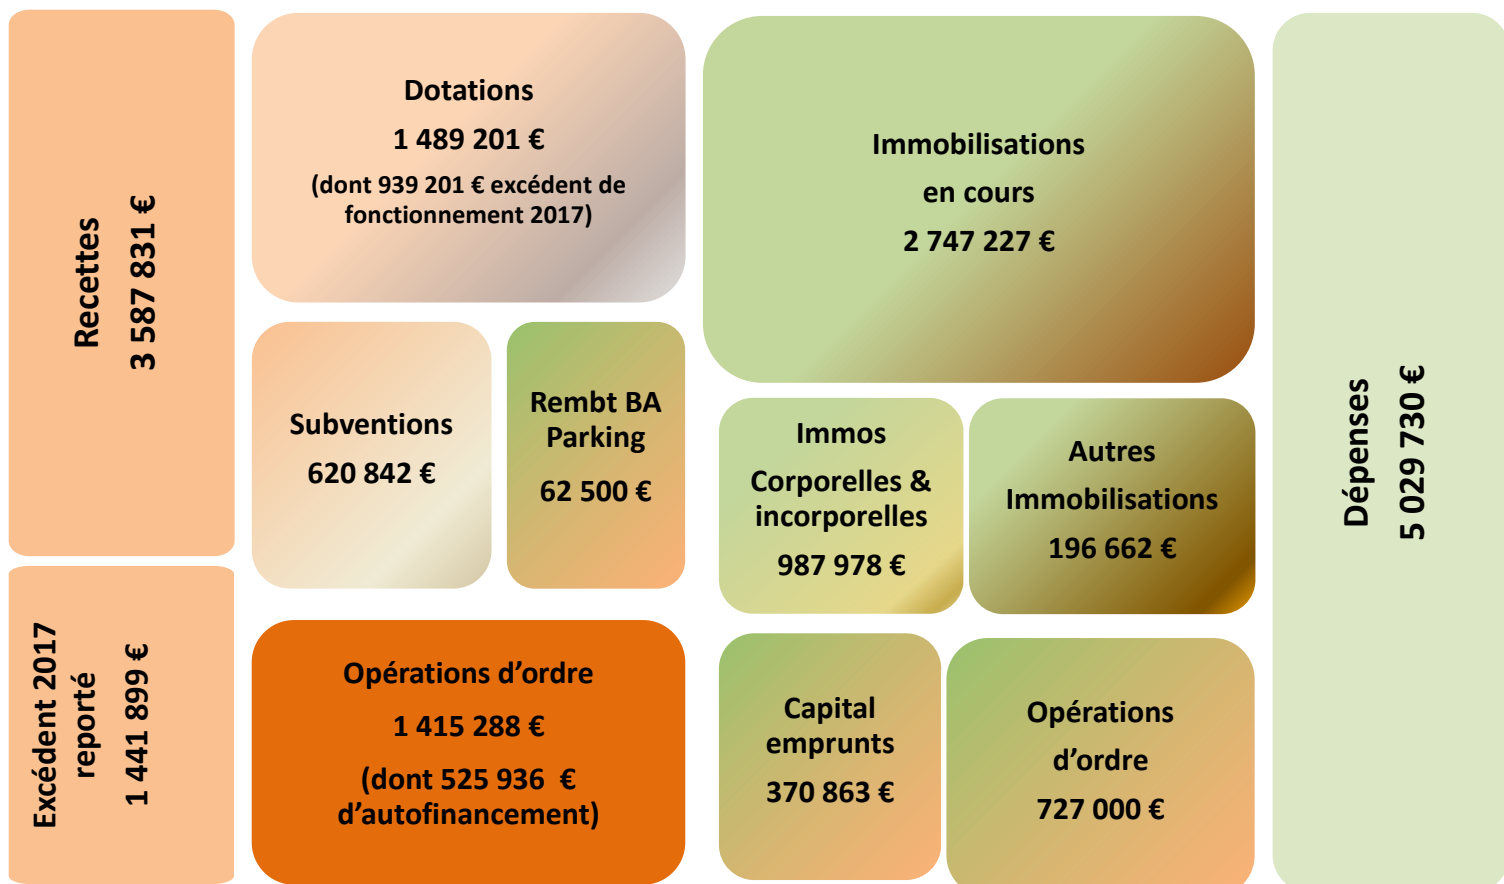 Recettes
3 587 831 €
Excédent 2017
reporté
1 441 899 €
Dotations
1 489 201 €
(dont 939 201 € excédent de
fonctionnement 2017)
Subventions
620 842 €
Rembt BA
Parking
62 500 €
Opérations d’ordre
1 415 288 €
(dont 525 936 €
d’autofinancement)
Immobilisations
en cours
2 747 227 €
Immos
Corporelles &
incorporelles
987 978 €
Autres
Immobilisations
196 662 €
Capital
emprunts
370 863 €
Opérations
d’ordre
727 000 €
Dépenses
5 029 730 €